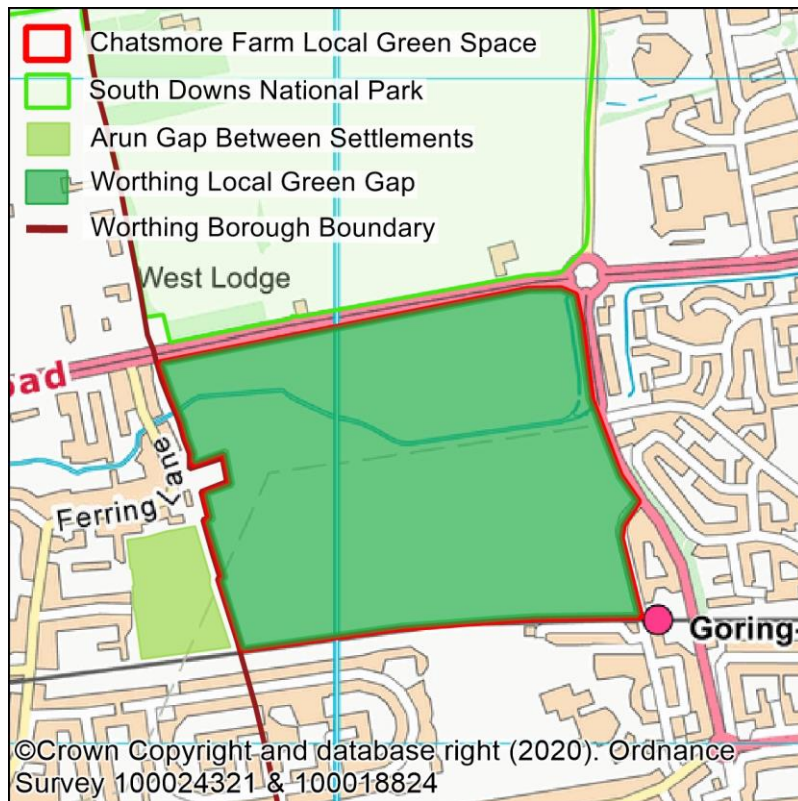 Chatsmore Farm Local Green Space
South Downs National Park
Arun Gap Between Settlements
Worthing Local Green Gap
Worthing Borough Boundary
West Lodge
oad
Ferring Lane
Goring-
©Crown Copyright and database right (2020). Ordnance
Survey 100024321 & 100018824